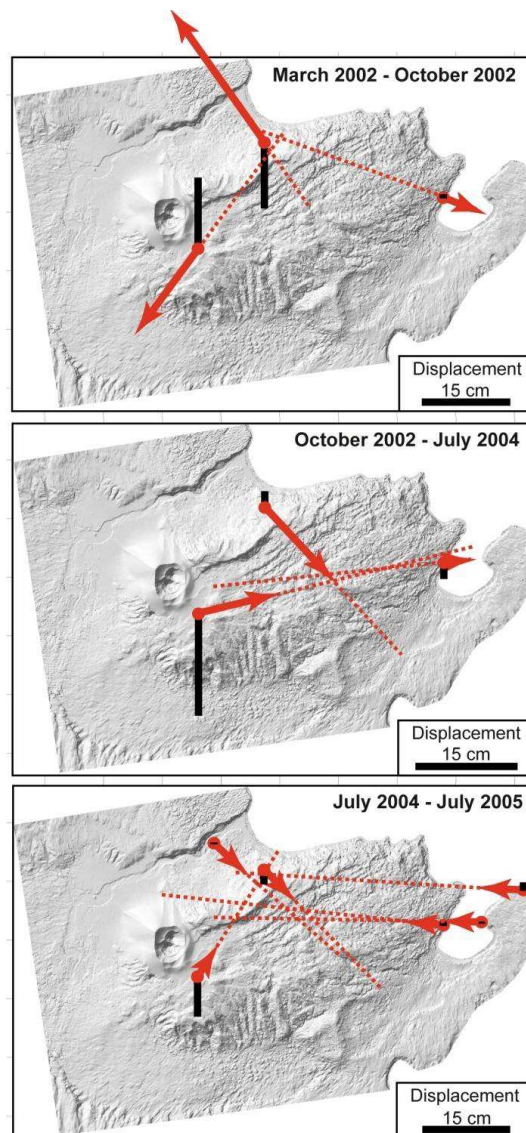 March 2002 - October 2002
Displacement
15 cm
October 2002 - July 2004
Displacement
15 cm
July 2004 - July 2005
Displacement
15 cm